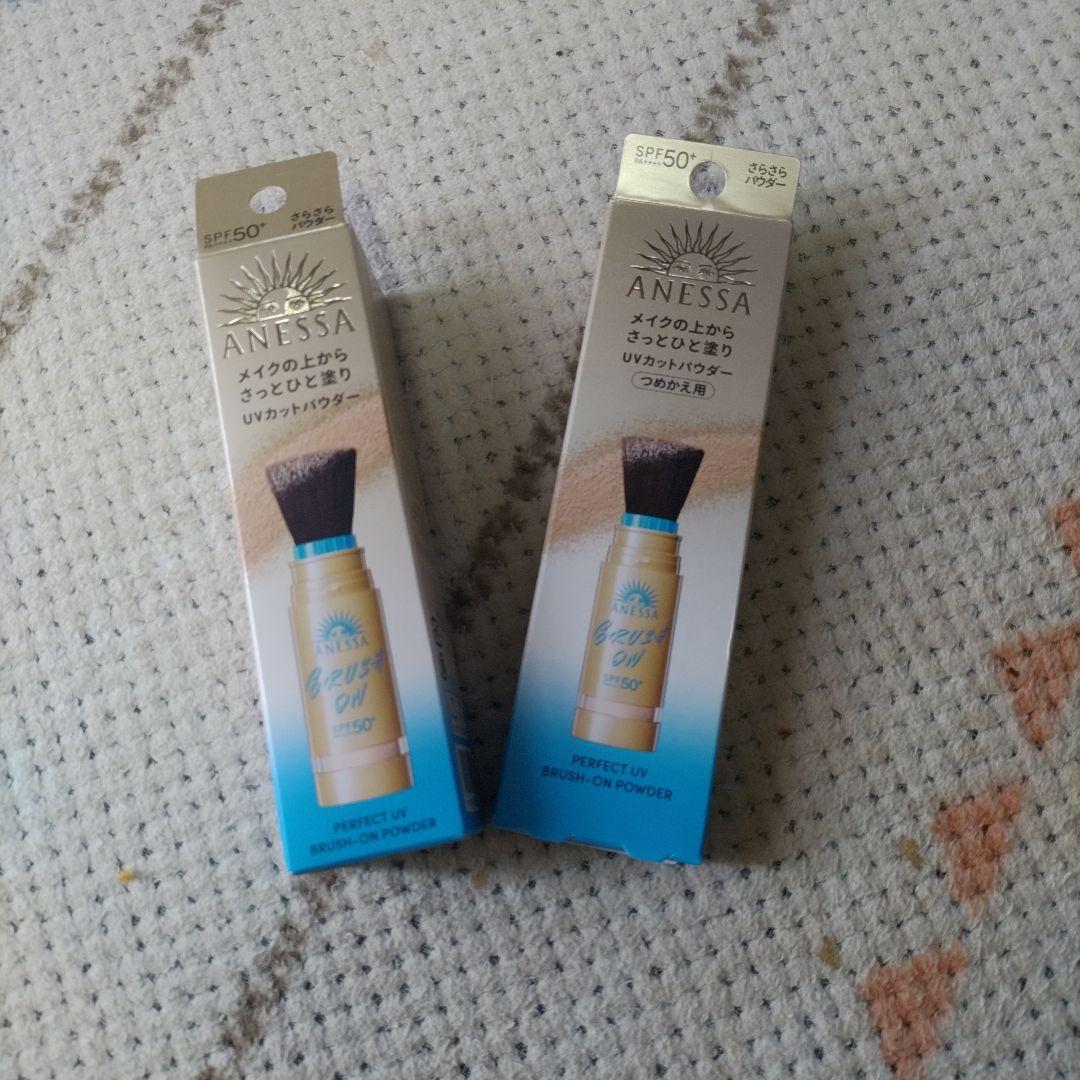 SPF50+
PA++++
さらさら
パウダー
ANESSA
メイクの上から
さっとひと塗り
UVカットパウダー
ANESSA
BRUSH
ON
SPF50+
PERFECT UV
BRUSH-ON POWDER
SPF50+
PA++++
さらさら
パウダー
ANESSA
メイクの上から
さっとひと塗り
UVカットパウダー
つめかえ用
ANESSA
BRUSH
ON
SPF50+
PERFECT UV
BRUSH-ON POWDER